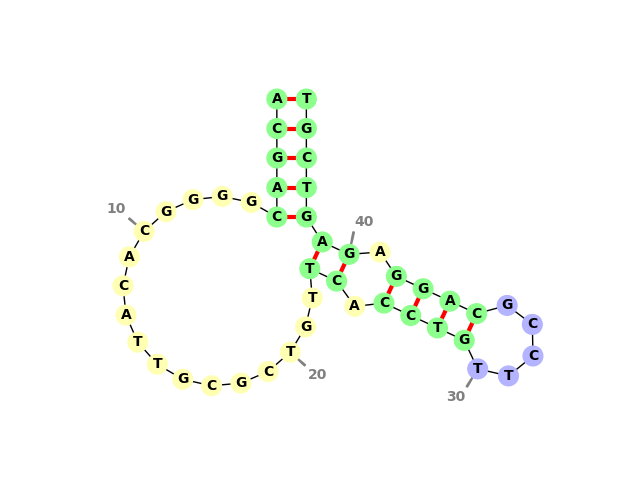 A T
C G
G C
A T
10 G G G G C G
C A G A 40
A T C G G
C T A C A G
A G C T C C
T T G C
T C 20 T T
G C G 30